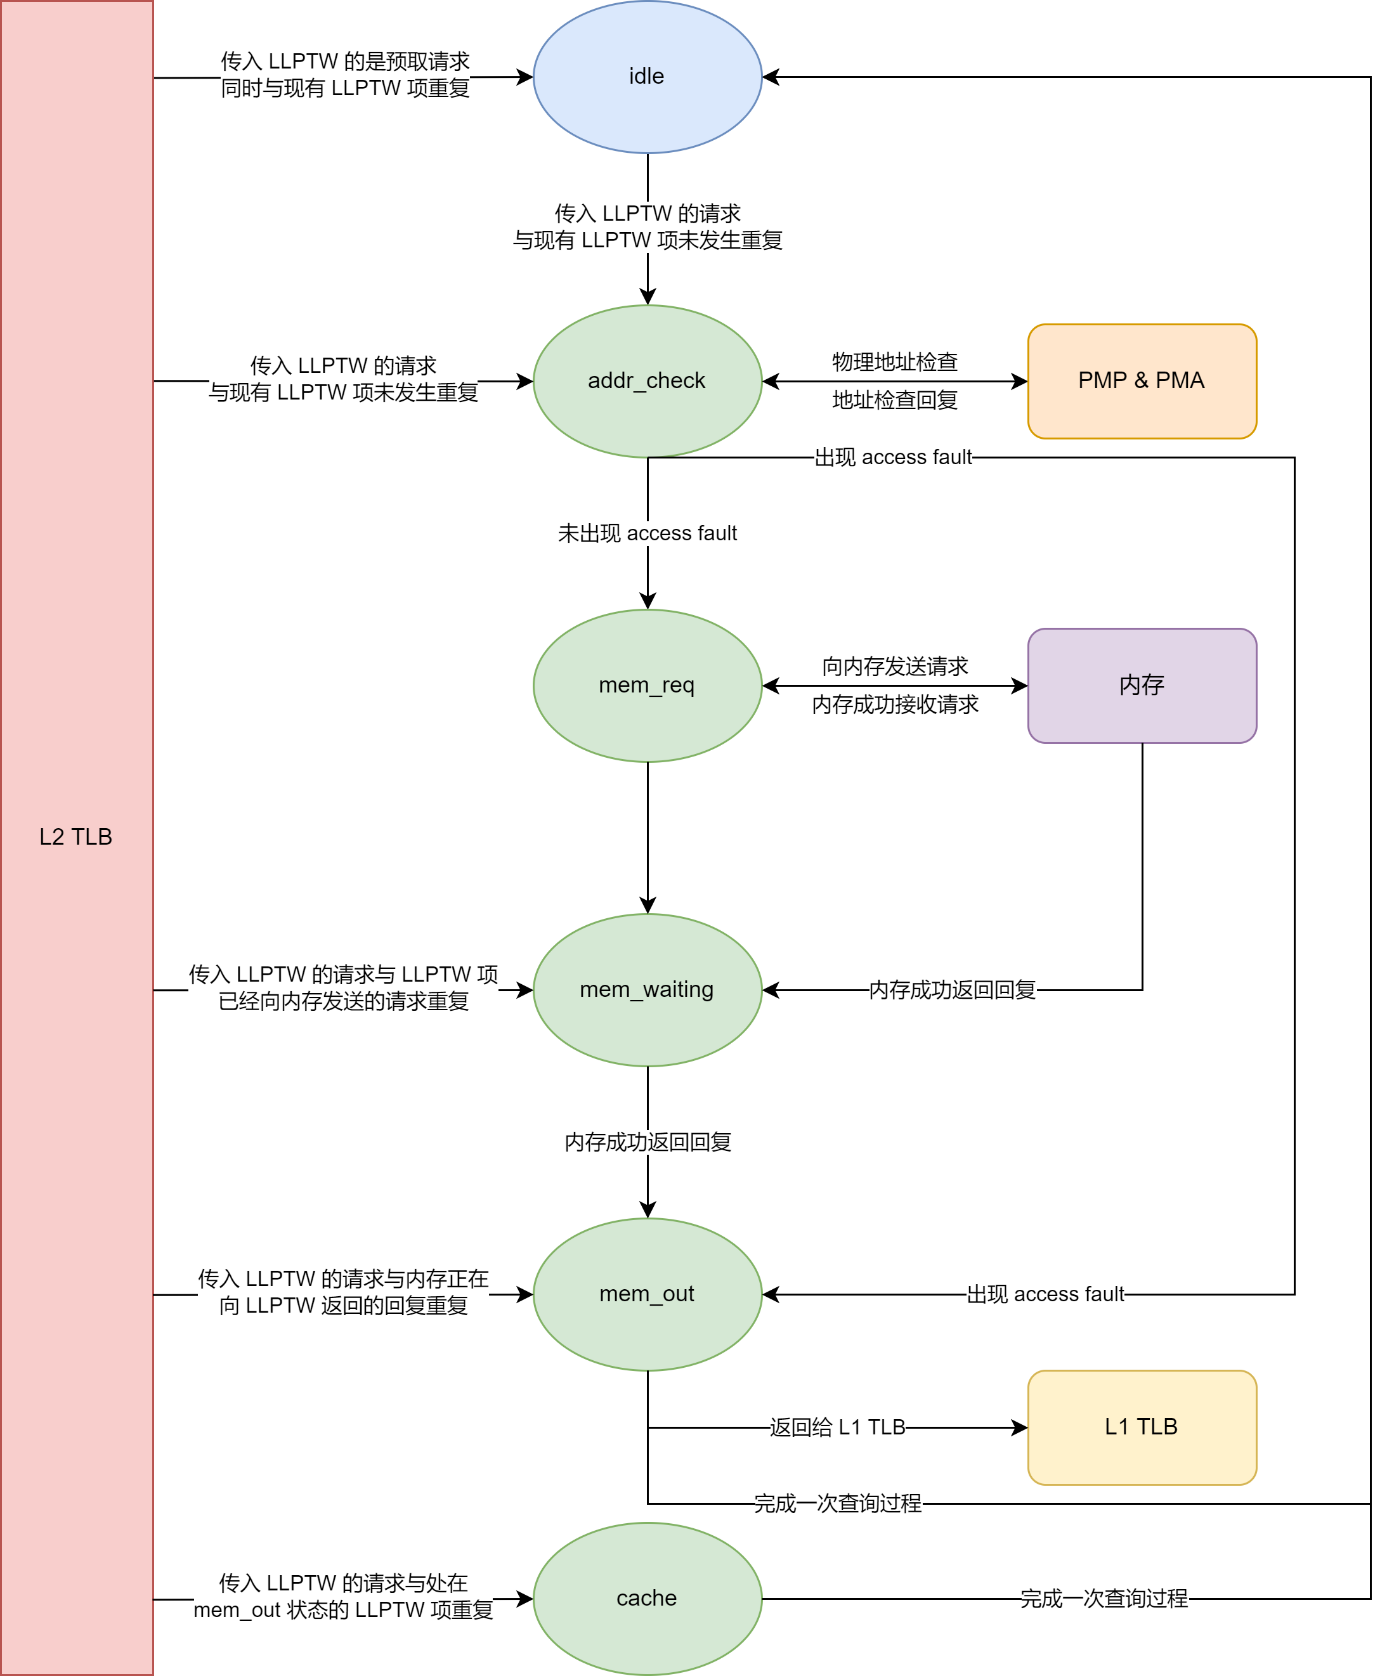 传入 LLPTW 的是预取请求
同时与现有 LLPTW 项重复
idle
传入 LLPTW 的请求
与现有 LLPTW 项未发生重复
传入 LLPTW 的请求
与现有 LLPTW 项未发生重复
addr_check
物理地址检查
地址检查回复
PMP & PMA
出现 access fault
未出现 access fault
mem_req
向内存发送请求
内存成功接收请求
内存
L2 TLB
传入 LLPTW 的请求与 LLPTW 项
已经向内存发送的请求重复
mem_waiting
内存成功返回回复
内存成功返回回复
传入 LLPTW 的请求与内存正在
向 LLPTW 返回的回复重复
mem_out
出现 access fault
返回给 L1 TLB
L1 TLB
完成一次查询过程
传入 LLPTW 的请求与处在
mem_out 状态的 LLPTW 项重复
cache
完成一次查询过程